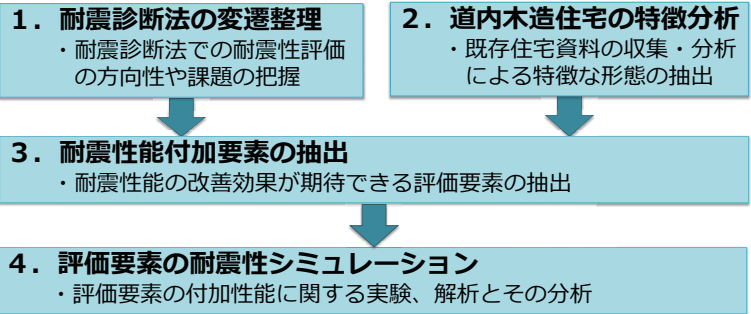 １．耐震診断法の変遷整理
・耐震診断法での耐震性評価
の方向性や課題の把握
２．道内木造住宅の特徴分析
・既存住宅資料の収集・分析
による特徴な形態の抽出
３．耐震性能付加要素の抽出
・耐震性能の改善効果が期待できる評価要素の抽出
４．評価要素の耐震性シミュレーション
・評価要素の付加性能に関する実験、解析とその分析